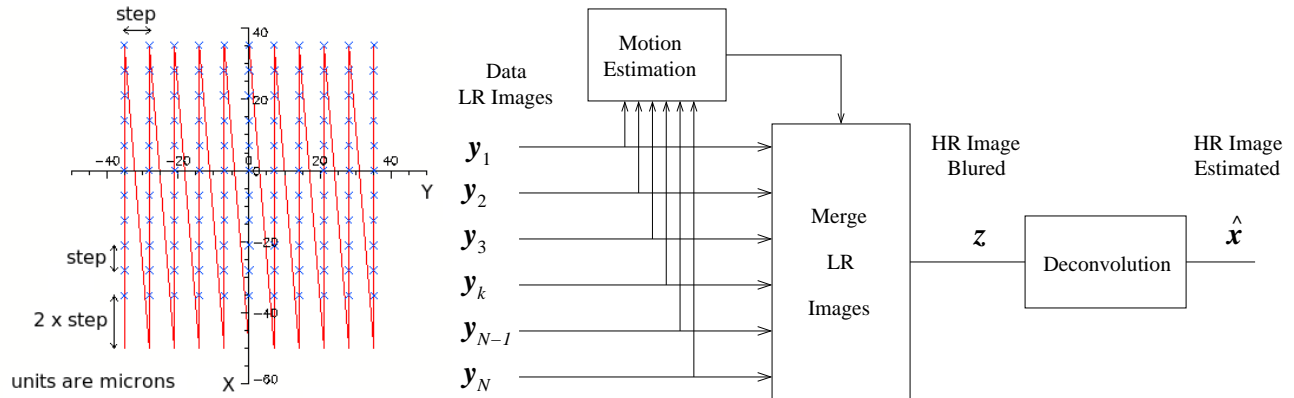 step
40
20
−40
−20
0
0
20
40
Y
−20
step
−40
2 x step
units are microns
X
−60
Motion
Estimation
Data
LR Images
y1
y2
y3
yk
yN−1
yN
Merge
LR
Images
HR Image
Blured
z
Deconvolution
HR Image
Estimated
x̂